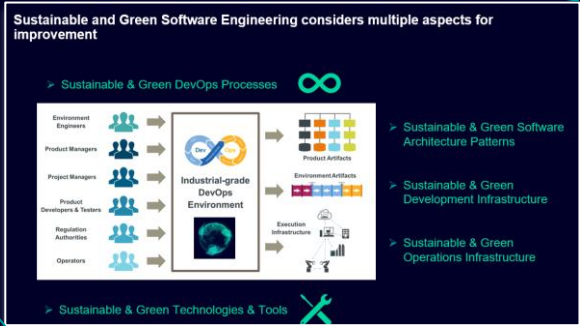 Sustainable and Green Software Engineering considers multiple aspects for
improvement
➢ Sustainable & Green DevOps Processes
Environment
Engineers
Product Managers
Project Managers
Product
Developers & Testers
Regulation
Authorities
Operators
Dev
Ops
Industrial-grade
DevOps
Environment
Product Artifacts
Environment Artifacts
Execution
Infrastructure
➢ Sustainable & Green Software
Architecture Patterns
➢ Sustainable & Green
Development Infrastructure
➢ Sustainable & Green
Operations Infrastructure
➢ Sustainable & Green Technologies & Tools